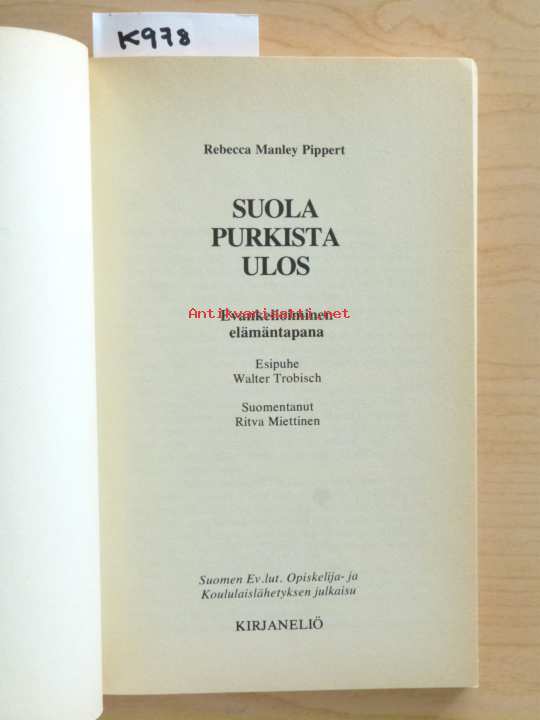 K978
Rebecca Manley Pippert
SUOLA
PURKISTA
ULOS
Antikvariaatti.net
Evankelioiminen
elämäntapana
Esipuhe
Walter Trobisch
Suomentanut
Ritva Miettinen
Suomen Ev.lut. Opiskelija- ja
Koululaislähetyksen julkaisu
KIRJANELIÖ